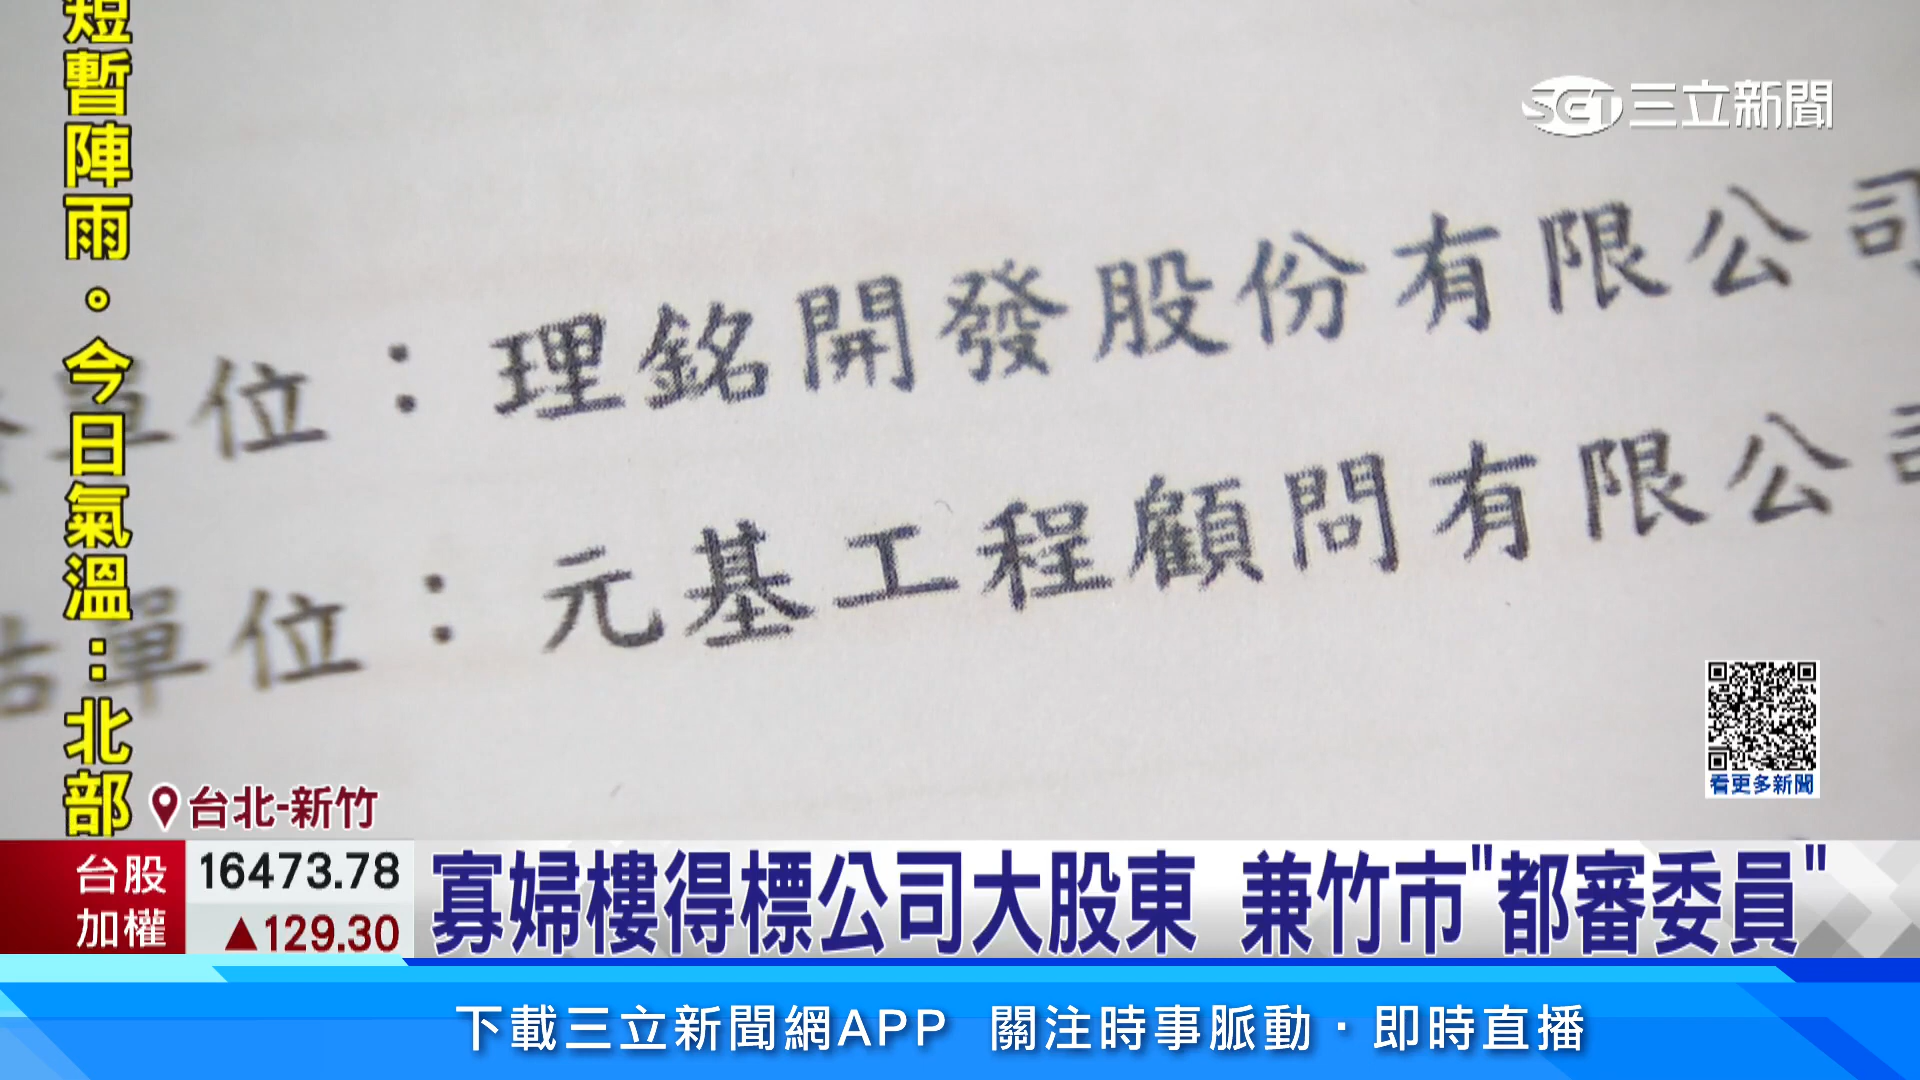 短暫陣雨。今日氣溫:北部
SET三立新聞
單位：理銘開發股份有限公司
估單位：元基工程顧問有限公司
看更多新聞
台北-新竹
台股加權
16473.78
▲129.30
寡婦樓得標公司大股東 兼竹市"都審委員"
下載三立新聞網APP 關注時事脈動·即時直播